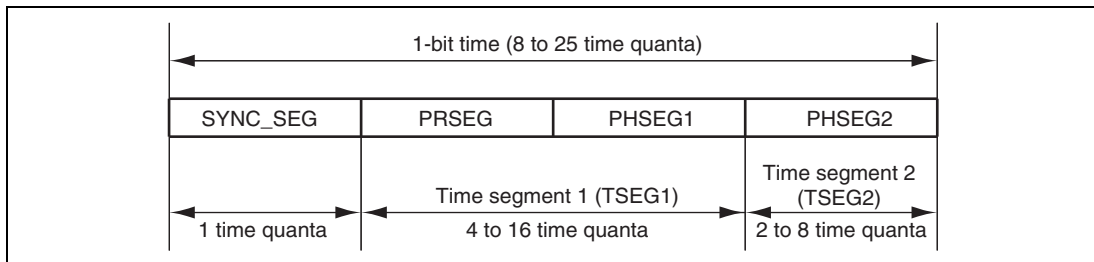 1-bit time (8 to 25 time quanta)
SYNC_SEG PRSEG PHSEG1 PHSEG2
Time segment 1 (TSEG1)
Time segment 2
(TSEG2)
1 time quanta
4 to 16 time quanta
2 to 8 time quanta